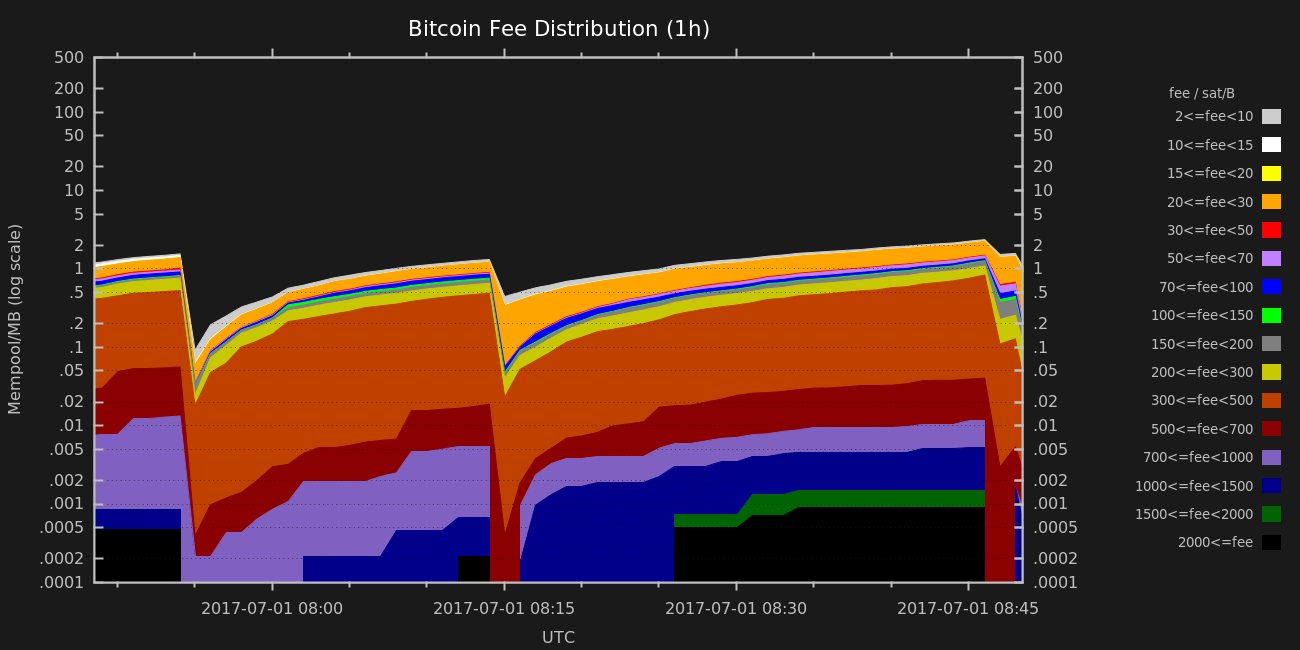 Bitcoin Fee Distribution (1h)
500
200
100
50
20
10
5
2
1
.5
.2
.1
.05
.02
.01
.005
.002
.001
.0005
.0002
.0001
Mempool/MB (log scale)
500
200
100
50
20
10
5
2
1
.5
.2
.1
.05
.02
.01
.005
.002
.001
.0005
.0002
.0001
2017-07-01 08:00
2017-07-01 08:15
2017-07-01 08:30
2017-07-01 08:45
UTC
fee / sat/B
2<=fee<10
10<=fee<15
15<=fee<20
20<=fee<30
30<=fee<50
50<=fee<70
70<=fee<100
100<=fee<150
150<=fee<200
200<=fee<300
300<=fee<500
500<=fee<700
700<=fee<1000
1000<=fee<1500
1500<=fee<2000
2000<=fee